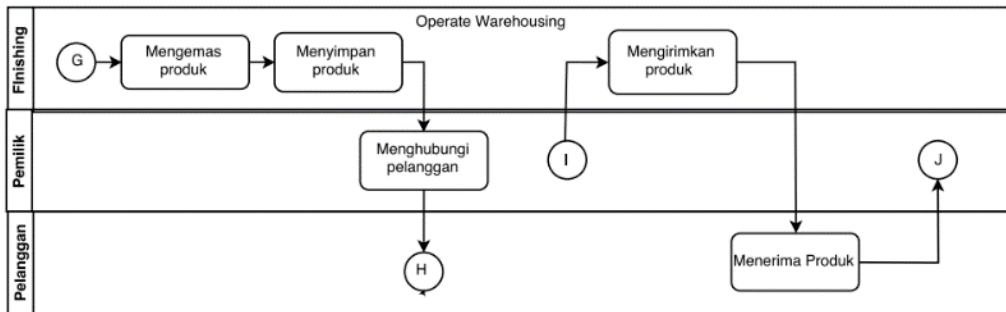 Operate Warehousing
FInishing
G
Mengemas
produk
Menyimpan
produk
Mengirimkan
produk
Pemilik
Menghubungi
pelanggan
I
J
Pelanggan
H
Menerima Produk